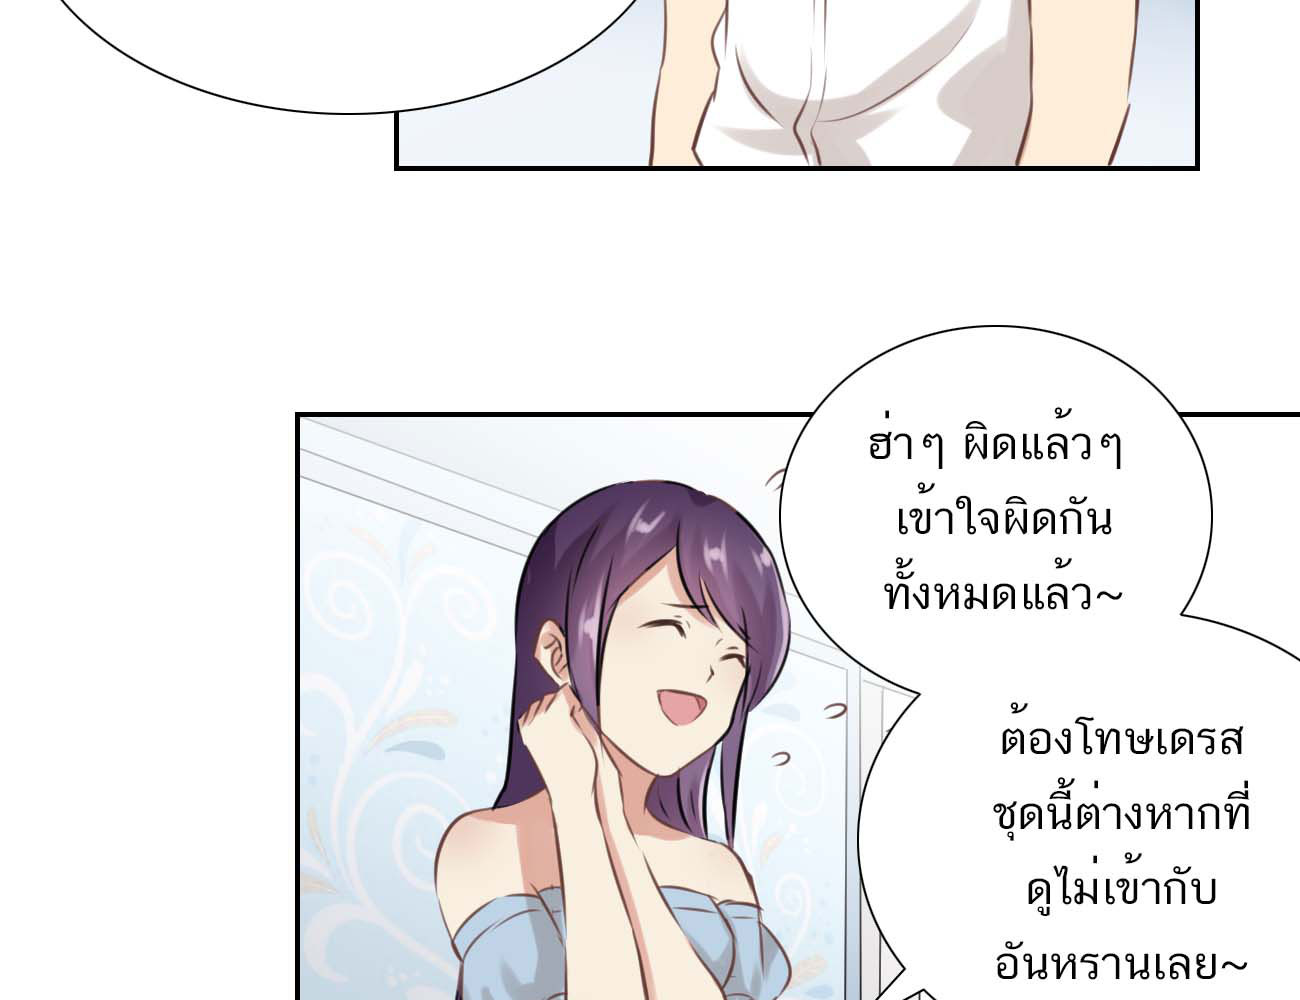 ฮ่าๆ ผิดแล้วๆ
เข้าใจผิดกัน
ทั้งหมดแล้ว~
ต้องโทษเดรส
ชุดนี้ต่างหากที่
ดูไม่เข้ากับ
อันหรานเลย~